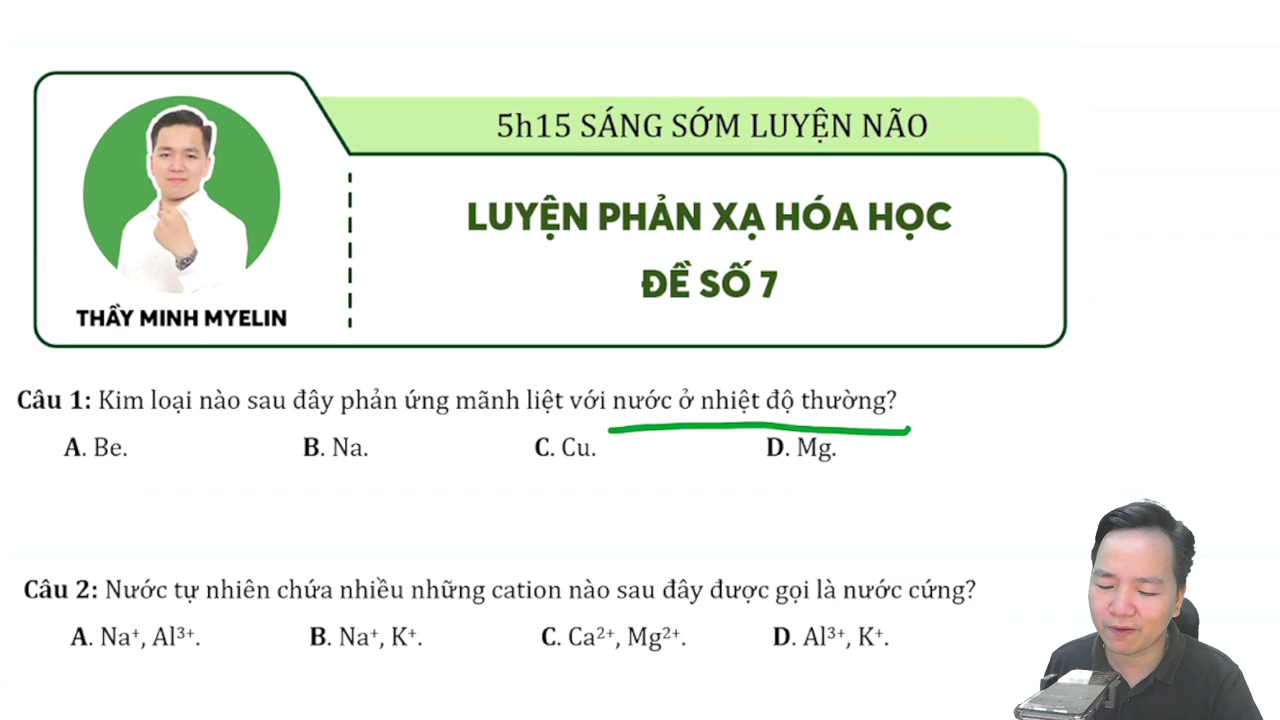 5h15 SÁNG SỚM LUYỆN NÃO
LUYỆN PHẢN XẠ HÓA HỌC
ĐỀ SỐ 7
THẦY MINH MYELIN
Câu 1: Kim loại nào sau đây phản ứng mãnh liệt với nước ở nhiệt độ thường?
A. Be. B. Na. C. Cu. D. Mg.
Câu 2: Nước tự nhiên chứa nhiều những cation nào sau đây được gọi là nước cứng?
A. Na⁺, Al³⁺. B. Na⁺, K⁺. C. Ca²⁺, Mg²⁺. D. Al³⁺, K⁺.